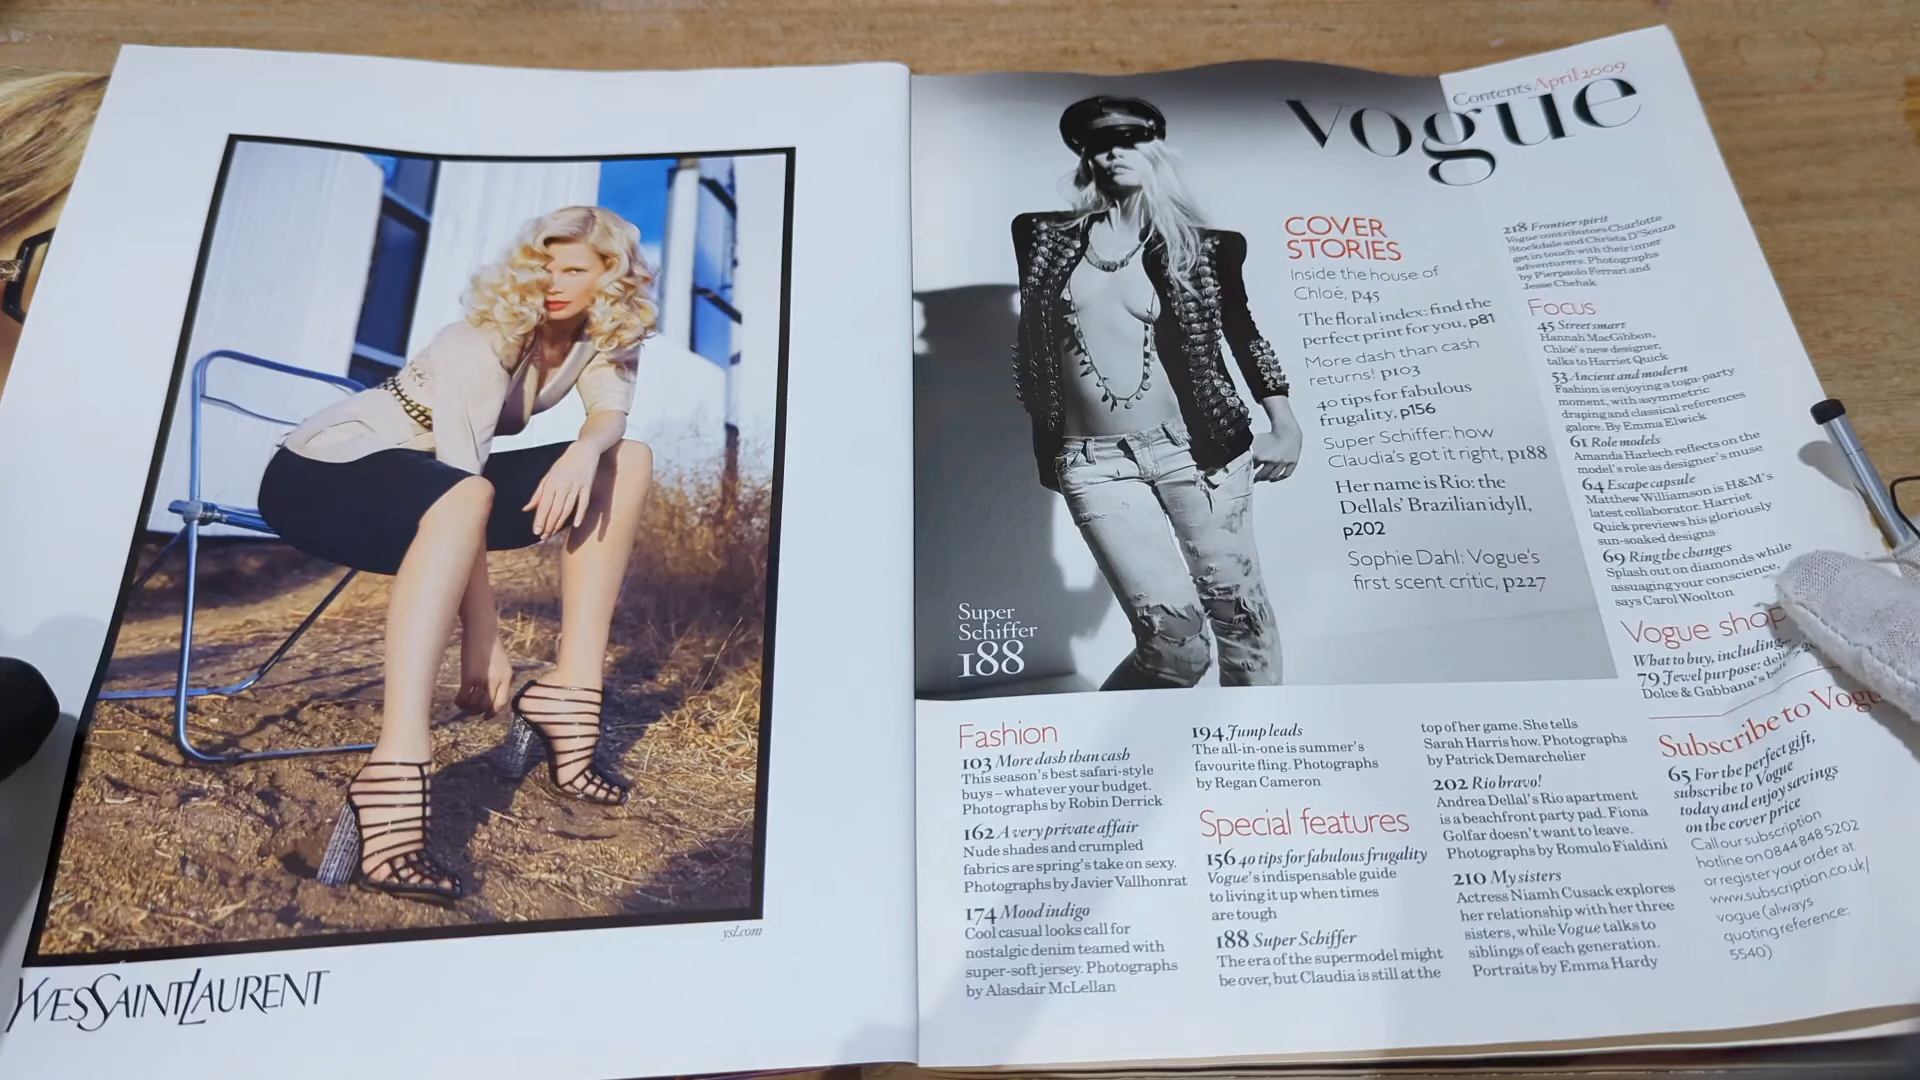 ysl.com
YVESSAINTLAURENT
Contents April 2009
Vogue
COVER
STORIES
Inside the house of
Chloé, p45
The floral index: find the
perfect print for you, p81
More dash than cash
returns! p103
40 tips for fabulous
frugality, p156
Super Schiffer: how
Claudia's got it right, p188
Her name is Rio: the
Dellals' Brazilian idyll,
p202
Sophie Dahl: Vogue's
first scent critic, p227
Super
Schiffer
188
218 Frontier spirit
Vogue contributors Charlotte
Stockdale and Christa D'Souza
get in touch with their inner
adventurers. Photographs
by Pierpaolo Ferrari and
Jesse Chehak
Focus
45 Street smart
Hannah MacGibbon,
Chloé's new designer,
talks to Harriet Quick
53 Ancient and modern
Fashion is enjoying a toga-party
moment, with asymmetric
draping and classical references
galore. By Emma Elwick
61 Role models
Amanda Harlech reflects on the
model's role as designer's muse
64 Escape capsule
Matthew Williamson is H&M's
latest collaborator. Harriet
Quick previews his gloriously
sun-soaked designs
69 Ring the changes
Splash out on diamonds while
assuaging your conscience,
says Carol Woolton
Vogue shop
What to buy, including...
79 Jewel purpose:
Dolce & Gabbana's
Fashion
103 More dash than cash
This season's best safari-style
buys – whatever your budget.
Photographs by Robin Derrick
162 A very private affair
Nude shades and crumpled
fabrics are spring's take on sexy.
Photographs by Javier Vallhonrat
174 Mood indigo
Cool casual looks call for
nostalgic denim teamed with
super-soft jersey. Photographs
by Alasdair McLellan
194 Jump leads
The all-in-one is summer's
favourite fling. Photographs
by Regan Cameron
Special features
156 40 tips for fabulous frugality
Vogue's indispensable guide
to living it up when times
are tough
188 Super Schiffer
The era of the supermodel might
be over, but Claudia is still at the
top of her game. She tells
Sarah Harris how. Photographs
by Patrick Demarchelier
202 Rio bravo!
Andrea Dellal's Rio apartment
is a beachfront party pad. Fiona
Golfar doesn't want to leave.
Photographs by Romulo Fialdini
210 My sisters
Actress Niamh Cusack explores
her relationship with her three
sisters, while Vogue talks to
siblings of each generation.
Portraits by Emma Hardy
Subscribe to Vogue
65 For the perfect gift,
subscribe to Vogue
today and enjoy savings
on the cover price
Call our subscription
hotline on 0844 848 5202
or register your order at
www.subscription.co.uk/
vogue (always
quoting reference:
5540)